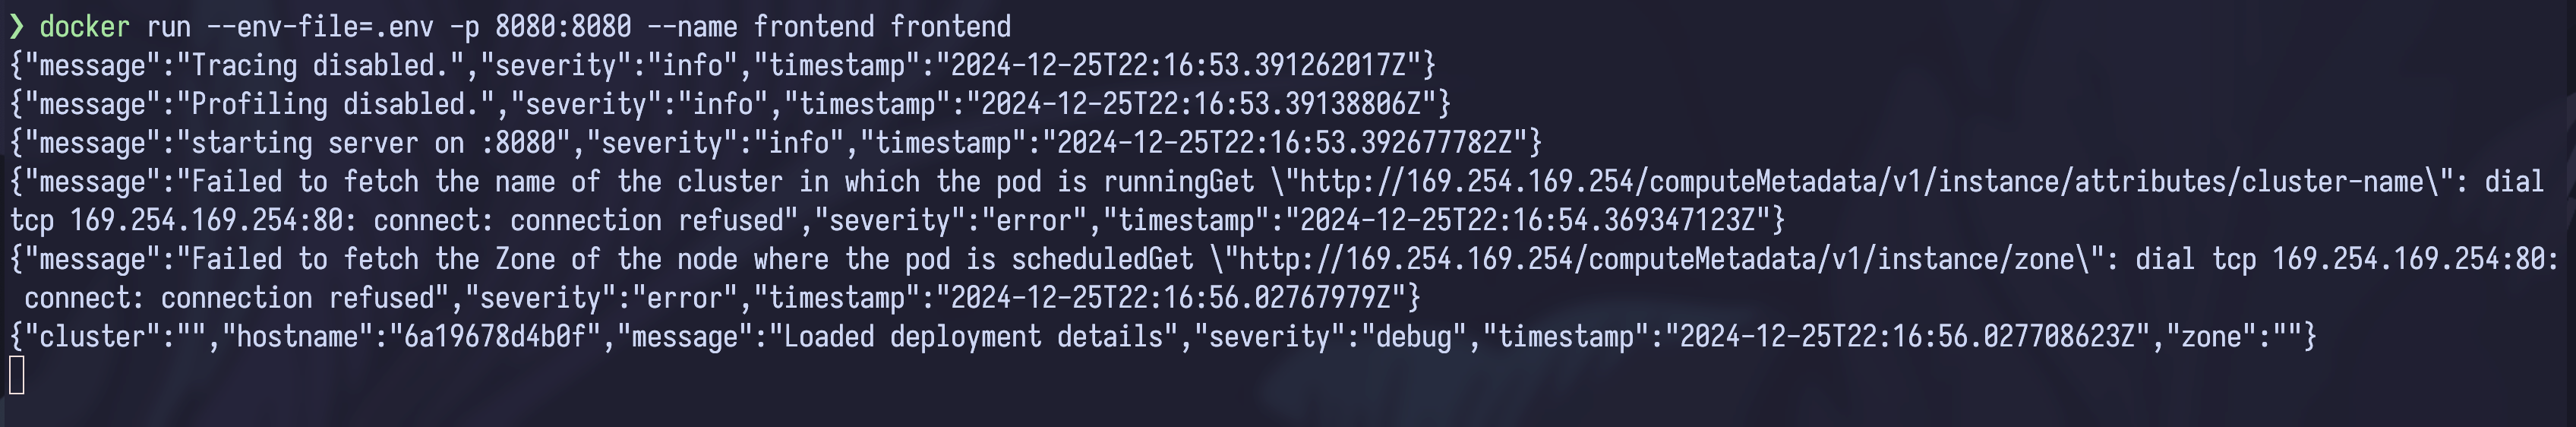 ❯ docker run --env-file=.env -p 8080:8080 --name frontend frontend
{"message":"Tracing disabled.","severity":"info","timestamp":"2024-12-25T22:16:53.391262017Z"}
{"message":"Profiling disabled.","severity":"info","timestamp":"2024-12-25T22:16:53.39138806Z"}
{"message":"starting server on :8080","severity":"info","timestamp":"2024-12-25T22:16:53.392677782Z"}
{"message":"Failed to fetch the name of the cluster in which the pod is runningGet \"http://169.254.169.254/computeMetadata/v1/instance/attributes/cluster-name\": dial
tcp 169.254.169.254:80: connect: connection refused","severity":"error","timestamp":"2024-12-25T22:16:54.369347123Z"}
{"message":"Failed to fetch the Zone of the node where the pod is scheduledGet \"http://169.254.169.254/computeMetadata/v1/instance/zone\": dial tcp 169.254.169.254:80:
 connect: connection refused","severity":"error","timestamp":"2024-12-25T22:16:56.02767979Z"}
{"cluster":"","hostname":"6a19678d4b0f","message":"Loaded deployment details","severity":"debug","timestamp":"2024-12-25T22:16:56.027708623Z","zone":""}